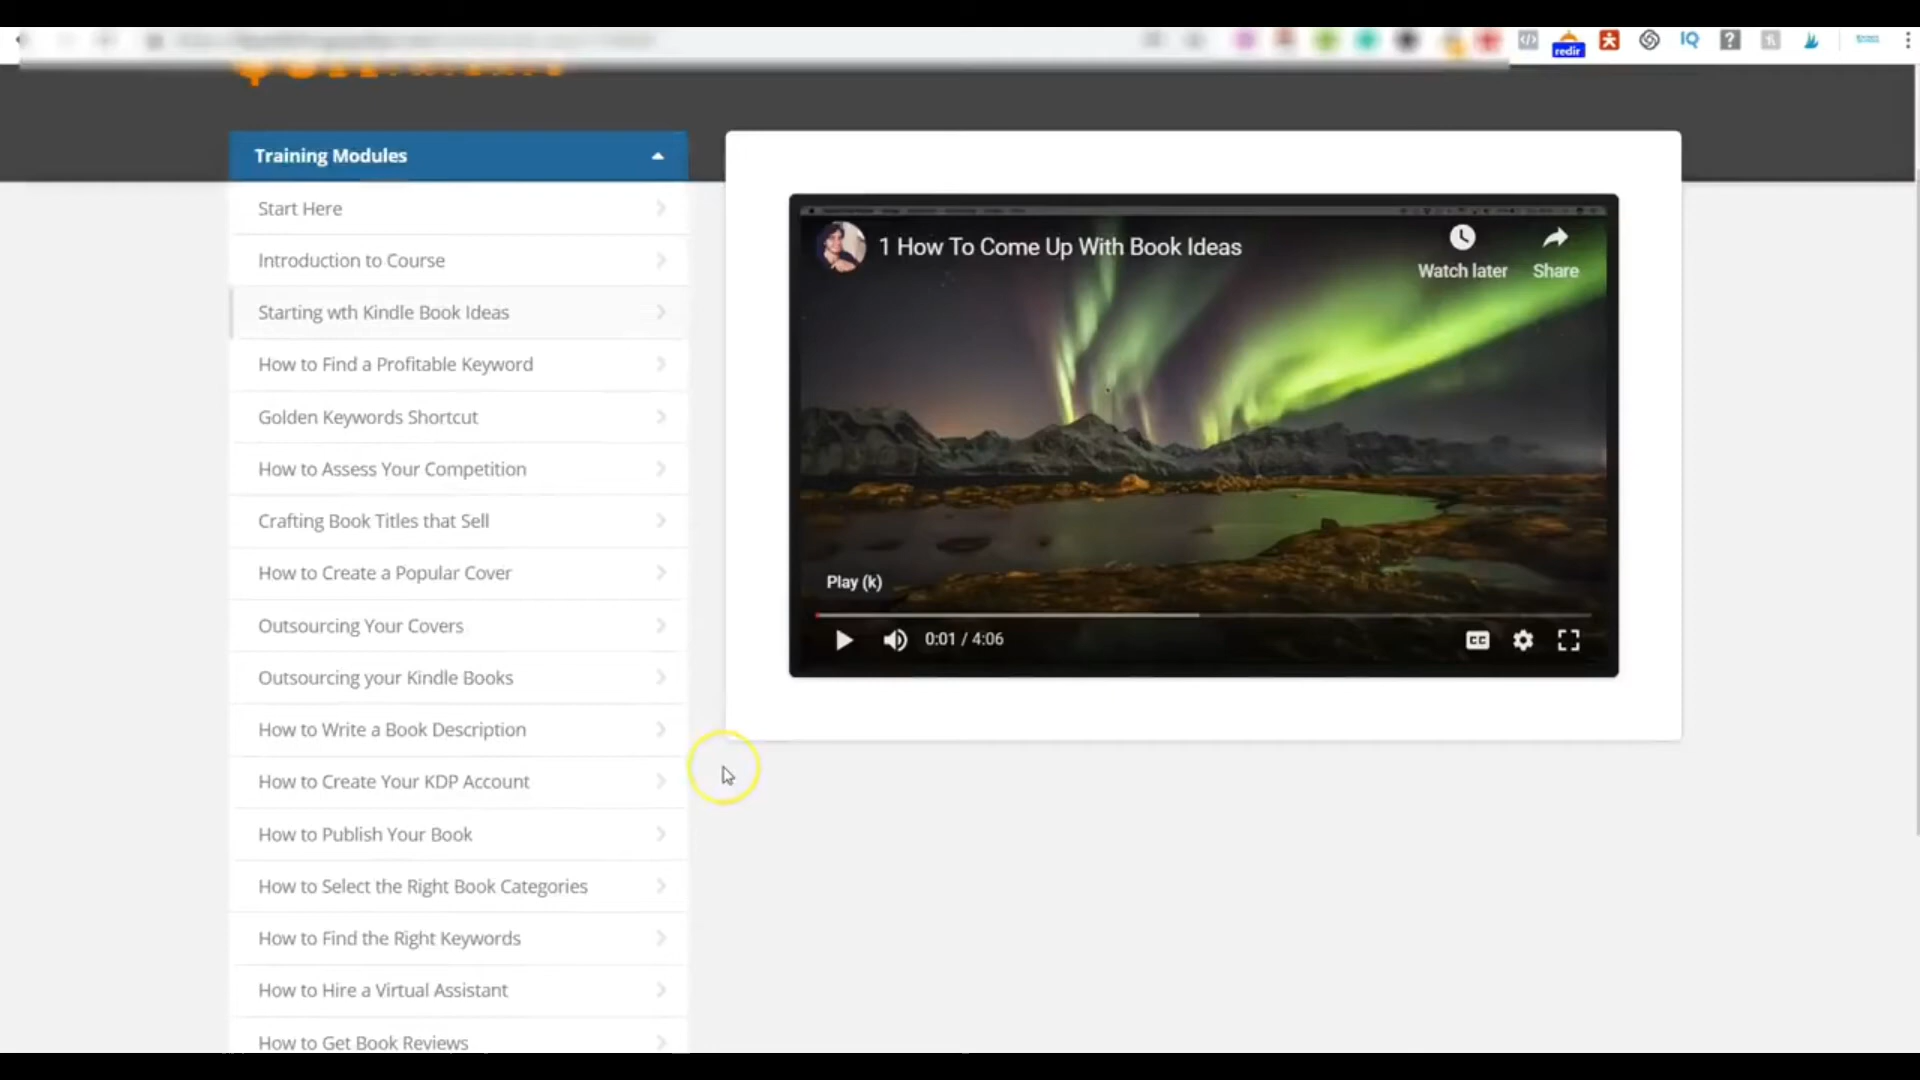 redir
IQ
Training Modules
Start Here
Introduction to Course
Starting wth Kindle Book Ideas
How to Find a Profitable Keyword
Golden Keywords Shortcut
How to Assess Your Competition
Crafting Book Titles that Sell
How to Create a Popular Cover
Outsourcing Your Covers
Outsourcing your Kindle Books
How to Write a Book Description
How to Create Your KDP Account
How to Publish Your Book
How to Select the Right Book Categories
How to Find the Right Keywords
How to Hire a Virtual Assistant
How to Get Book Reviews
1 How To Come Up With Book Ideas
Watch later
Share
Play (k)
0:01 / 4:06
CC